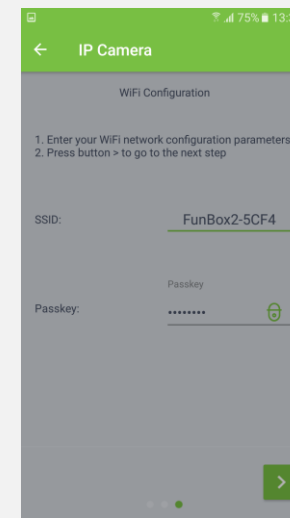 75% 13:
IP Camera
WiFi Configuration
1. Enter your WiFi network configuration parameters
2. Press button > to go to the next step
SSID: FunBox2-5CF4
Passkey
Passkey: ••••••••